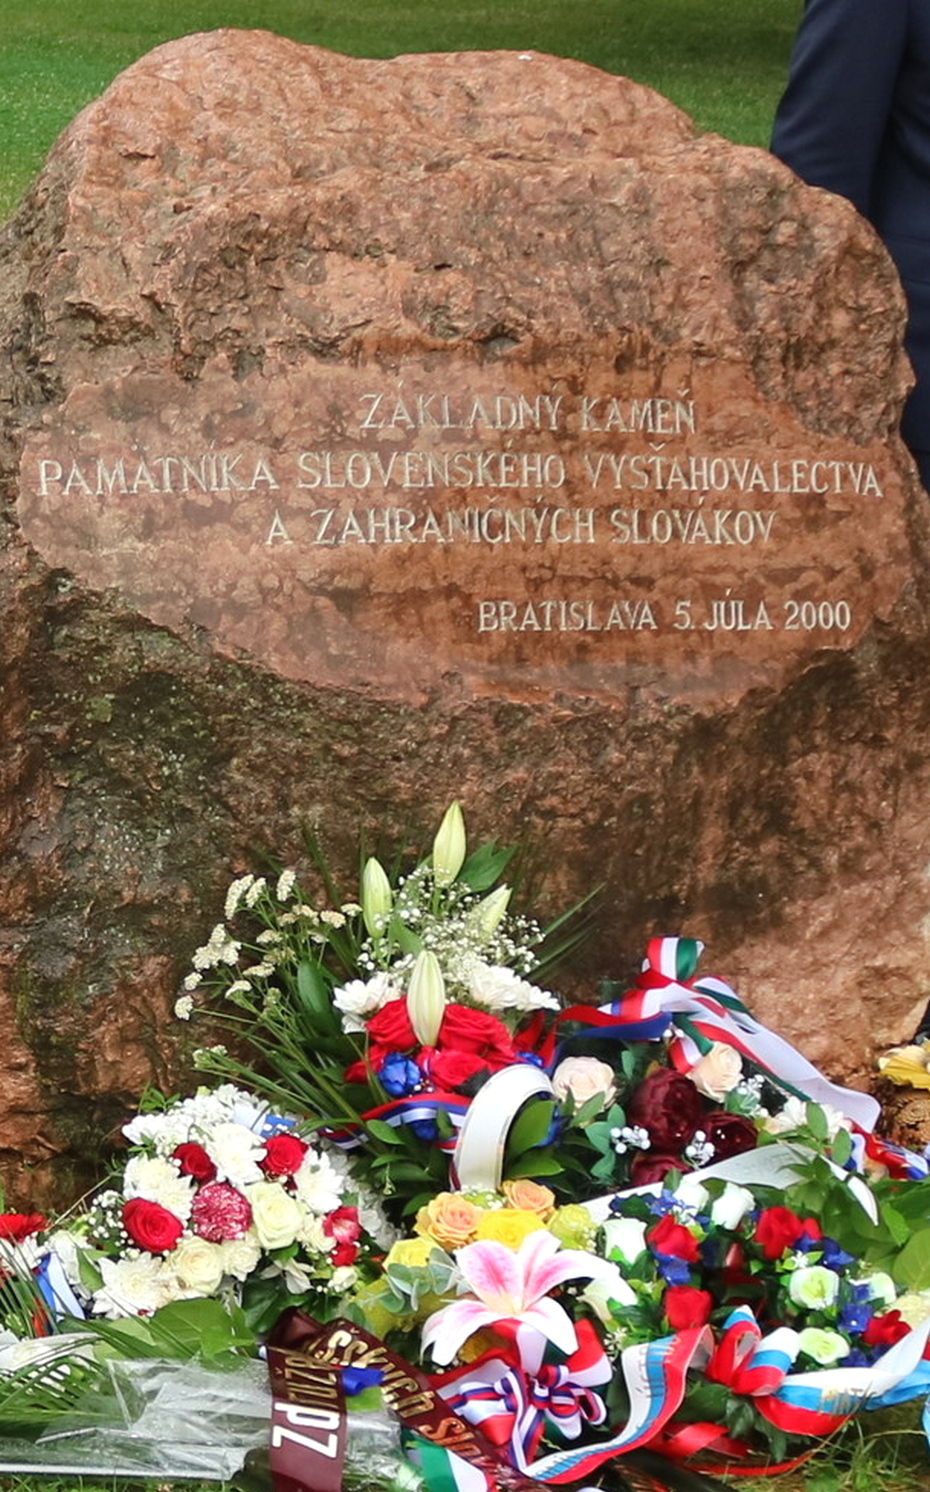 ZÁKLADNÝ KAMEŇ
PAMÄTNÍKA SLOVENSKÉHO VYSŤAHOVALECTVA
A ZAHRANIČNÝCH SLOVÁKOV
BRATISLAVA 5. JÚLA 2000